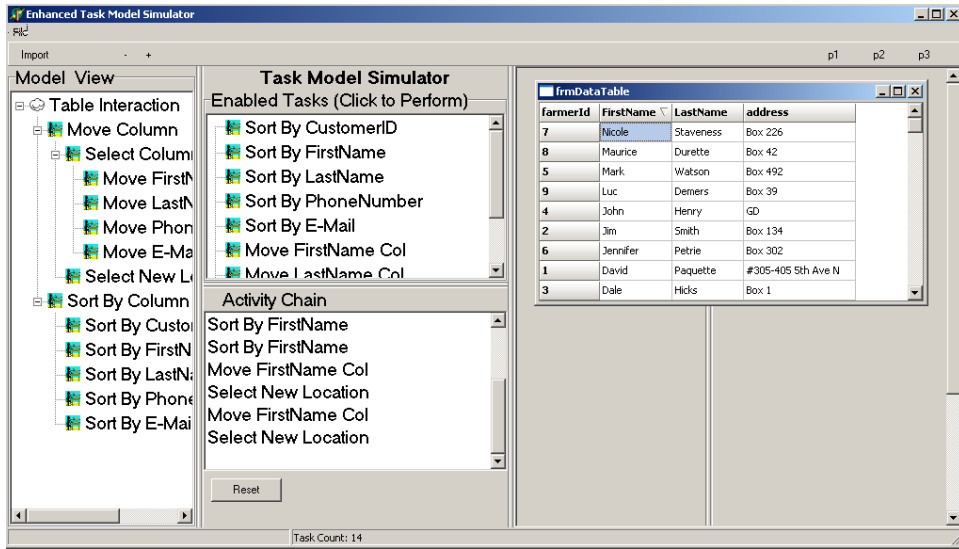 Enhanced Task Model Simulator
File
Import - + p1 p2 p3
Model View
Table Interaction
Move Column
Select Colum
Move FirstN
Move LastN
Move Phon
Move E-Ma
Select New Lo
Sort By Column
Sort By Custo
Sort By FirstN
Sort By LastNa
Sort By Phone
Sort By E-Mai
Task Model Simulator
Enabled Tasks (Click to Perform)
Sort By CustomerID
Sort By FirstName
Sort By LastName
Sort By PhoneNumber
Sort By E-Mail
Move FirstName Col
Move LastName Col
Activity Chain
Sort By FirstName
Sort By FirstName
Move FirstName Col
Select New Location
Move FirstName Col
Select New Location
Reset
frmDataTable
farmerId FirstName LastName address
7 Nicole Staveness Box 226
8 Maurice Durette Box 42
5 Mark Watson Box 492
9 Luc Demers Box 39
4 John Henry GD
2 Jim Smith Box 134
6 Jennifer Petrie Box 302
1 David Paquette #305-405 5th Ave N
3 Dale Hicks Box 1
Task Count: 14